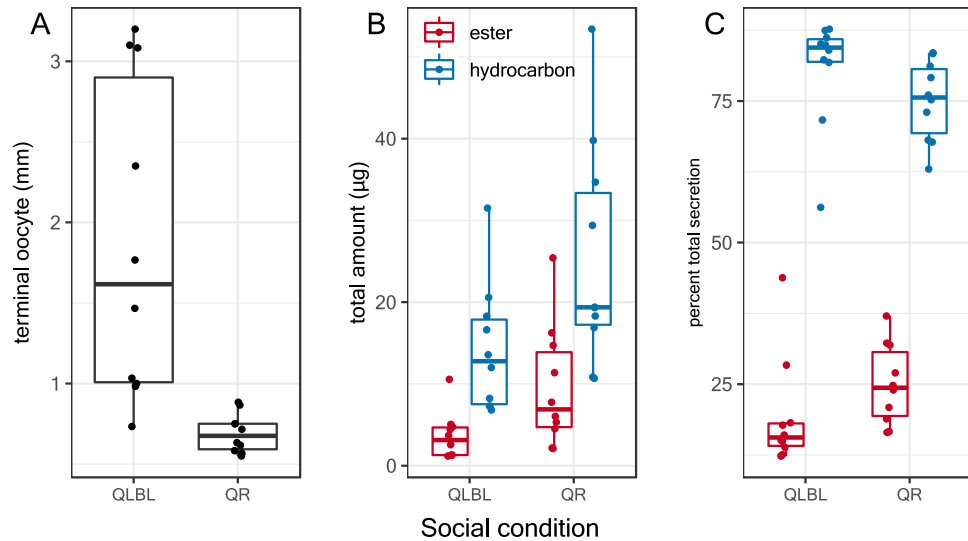 A
terminal oocyte (mm)
3
2
1
QLBL
QR
B
ester
hydrocarbon
total amount (µg)
40
20
0
QLBL
QR
Social condition
C
percent total secretion
75
50
25
QLBL
QR